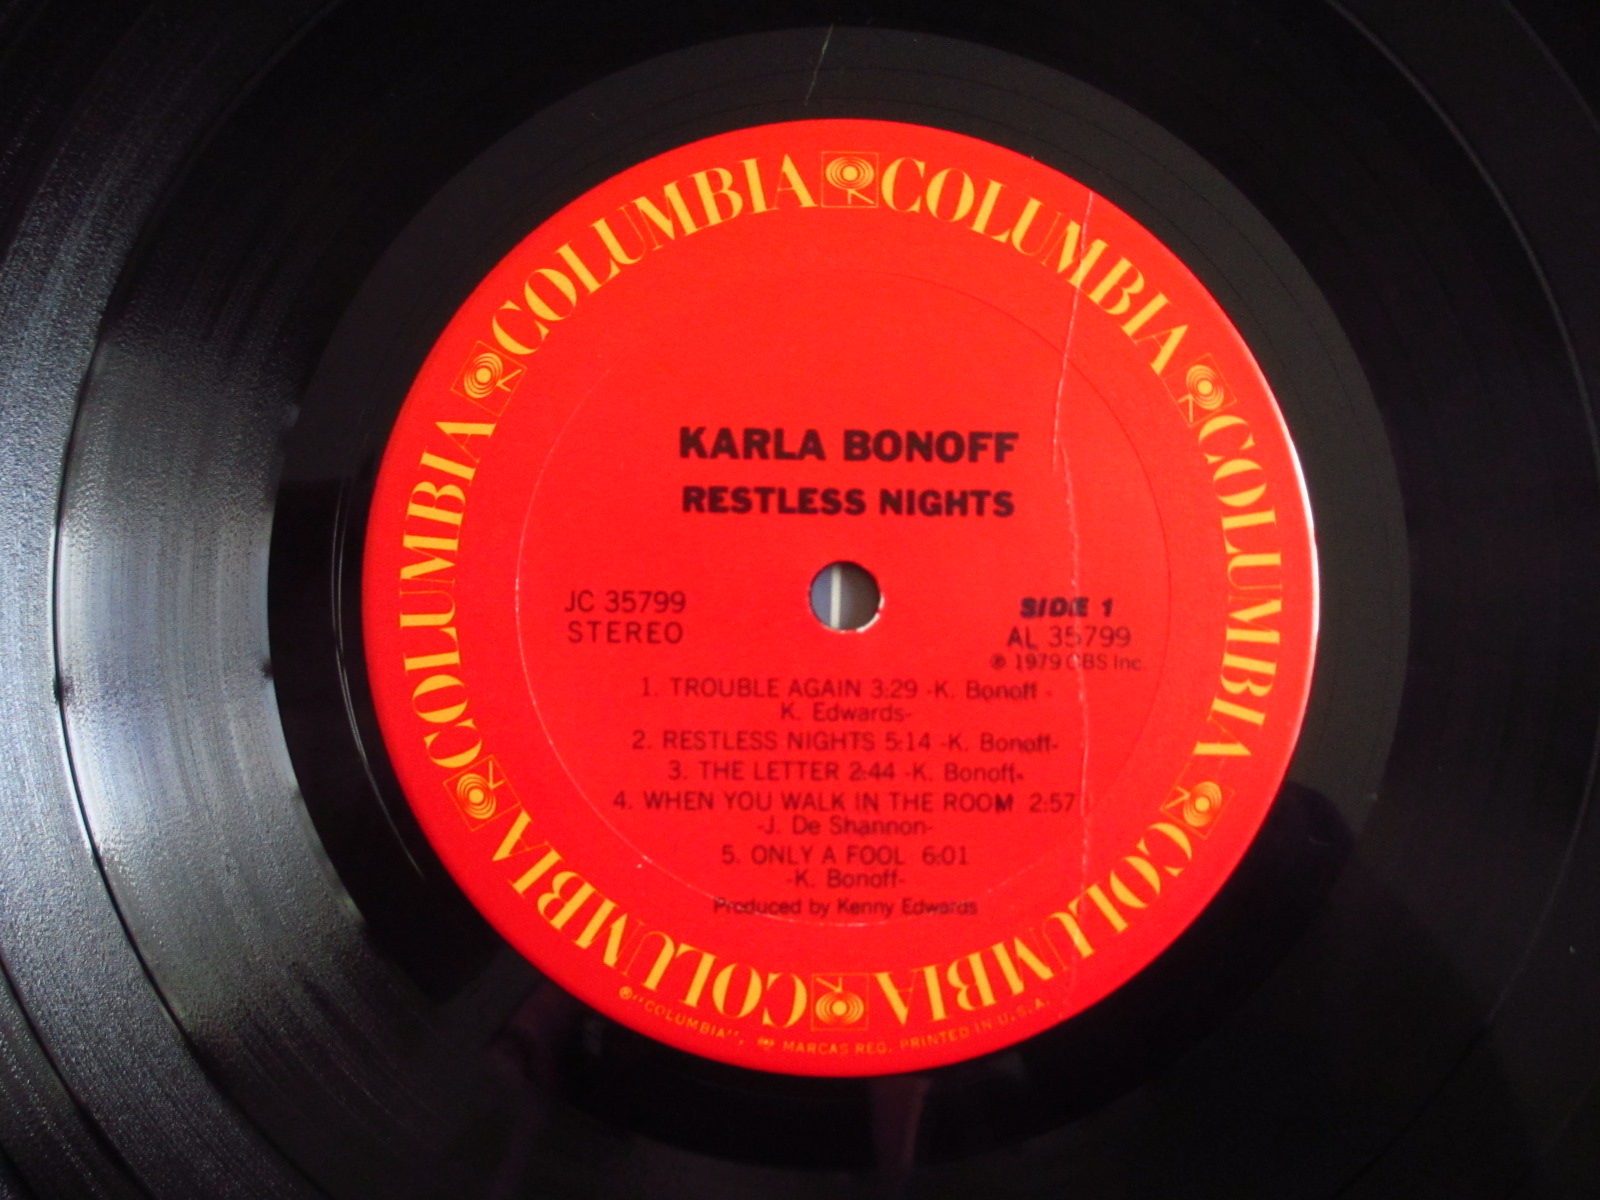 COLUMBIA COLUMBIA COLUMBIA COLUMBIA COLUMBIA COLUMBIA
KARLA BONOFF
RESTLESS NIGHTS
JC 35799
STEREO
SIDE 1
AL 35799
℗ 1979 CBS Inc.
1. TROUBLE AGAIN 3:29 -K. Bonoff -
K. Edwards-
2. RESTLESS NIGHTS 5:14 -K. Bonoff-
3. THE LETTER 2:44 -K. Bonoff-
4. WHEN YOU WALK IN THE ROOM 2:57
-J. De Shannon-
5. ONLY A FOOL 6:01
-K. Bonoff-
Produced by Kenny Edwards
®"COLUMBIA", MARCAS REG. PRINTED IN U.S.A.